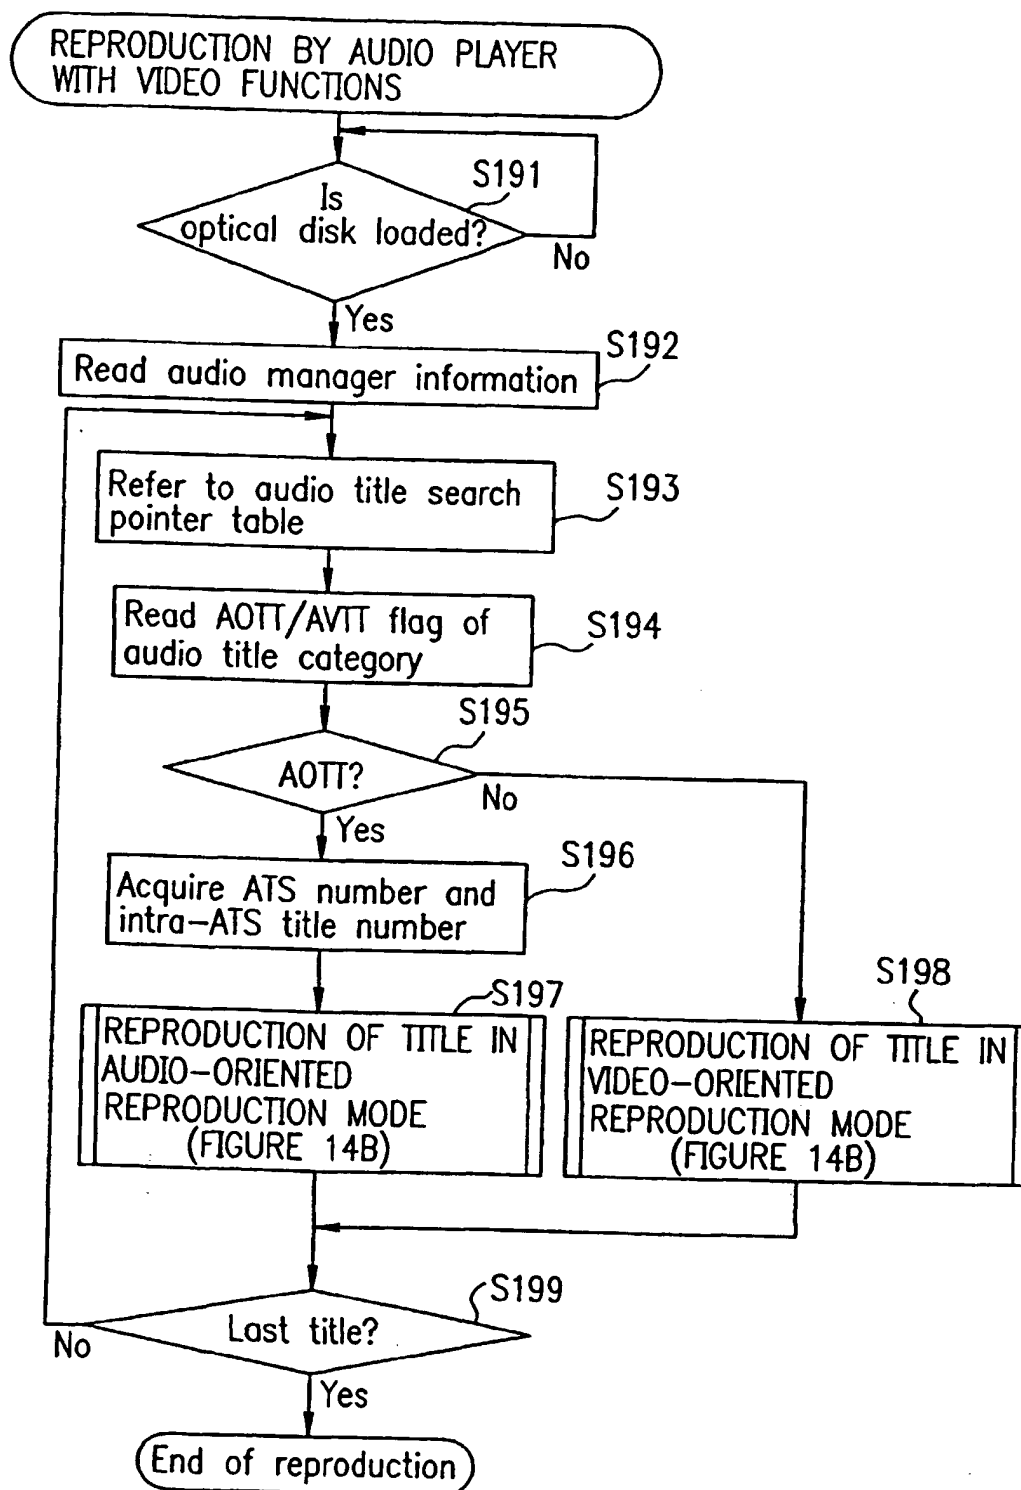 REPRODUCTION BY AUDIO PLAYER
WITH VIDEO FUNCTIONS
S191
Is
optical disk loaded?
No
Yes
S192
Read audio manager information
S193
Refer to audio title search
pointer table
Read AOTT/AVTT flag of
audio title category
S194
S195
AOTT?
No
Yes
S196
Acquire ATS number and
intra-ATS title number
S197
REPRODUCTION OF TITLE IN
AUDIO-ORIENTED
REPRODUCTION MODE
(FIGURE 14B)
S198
REPRODUCTION OF TITLE IN
VIDEO-ORIENTED
REPRODUCTION MODE
(FIGURE 14B)
S199
Last title?
No
Yes
End of reproduction